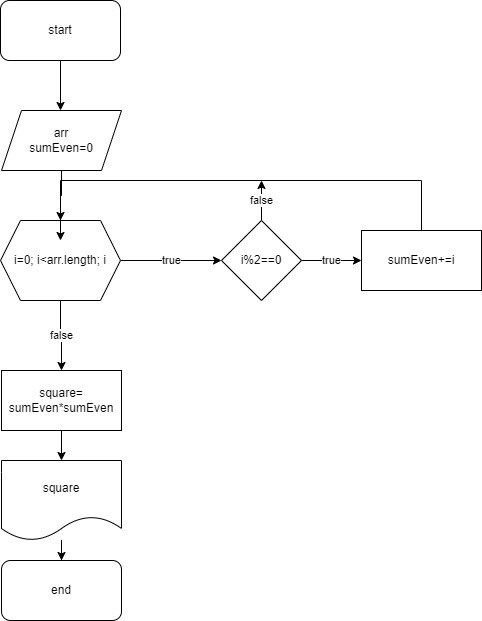 start
arr
sumEven=0
false
i=0; i<arr.length; i
true
i%2==0
true
sumEven+=i
false
square=
sumEven*sumEven
square
end